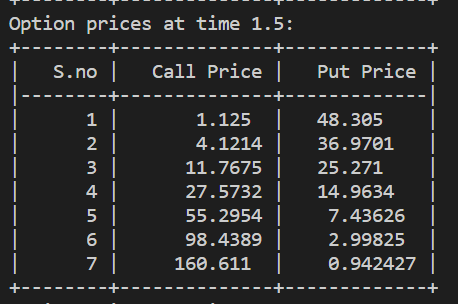 Option prices at time 1.5:
+--------+--------------+-------------+
|   S.no |   Call Price |   Put Price |
|--------+--------------+-------------|
|      1 |       1.125  |   48.305    |
|      2 |       4.1214 |   36.9701   |
|      3 |      11.7675 |   25.271    |
|      4 |      27.5732 |   14.9634   |
|      5 |      55.2954 |    7.43626  |
|      6 |      98.4389 |    2.99825  |
|      7 |     160.611  |    0.942427 |
+--------+--------------+-------------+